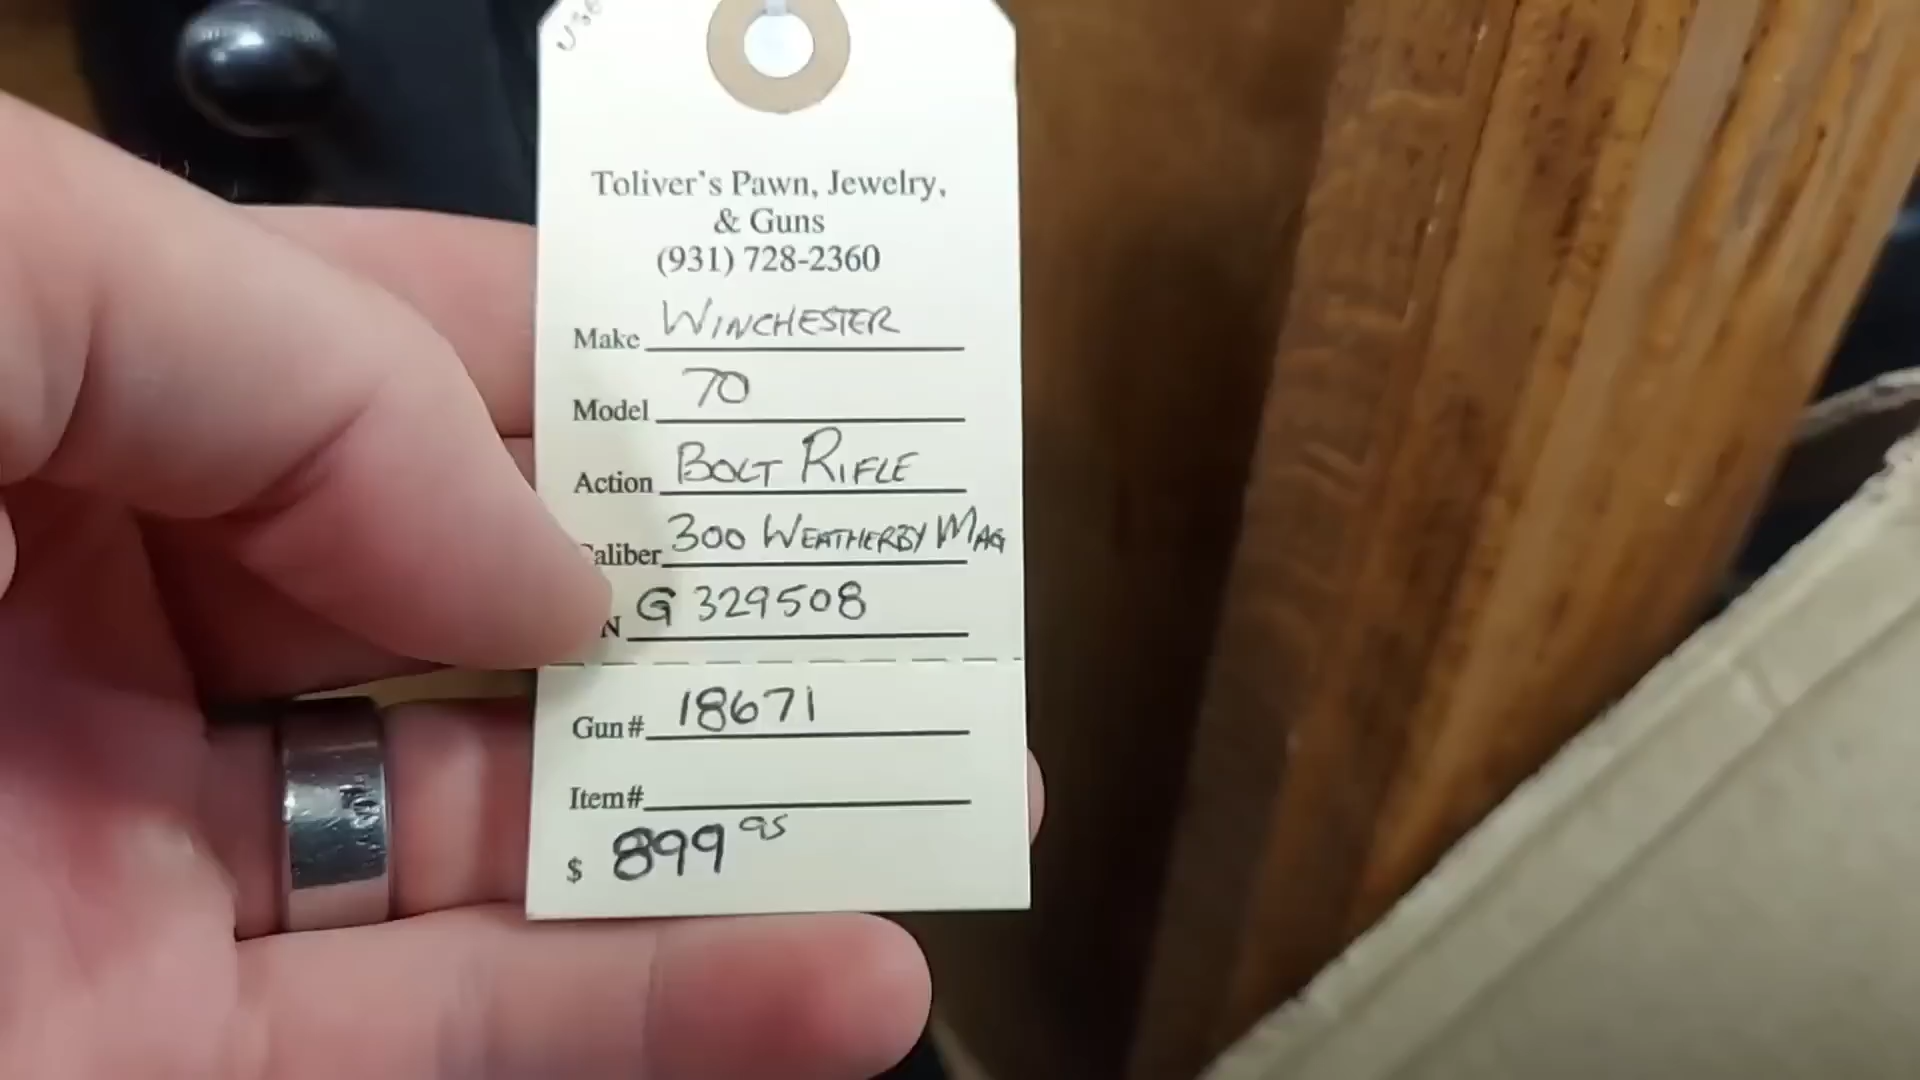 Toliver's Pawn, Jewelry,
& Guns
(931) 728-2360
Make WINCHESTER
Model 70
Action BOLT RIFLE
Caliber 300 WEATHERBY MAG
N G 329508
Gun# 18671
Item#
$ 899 95